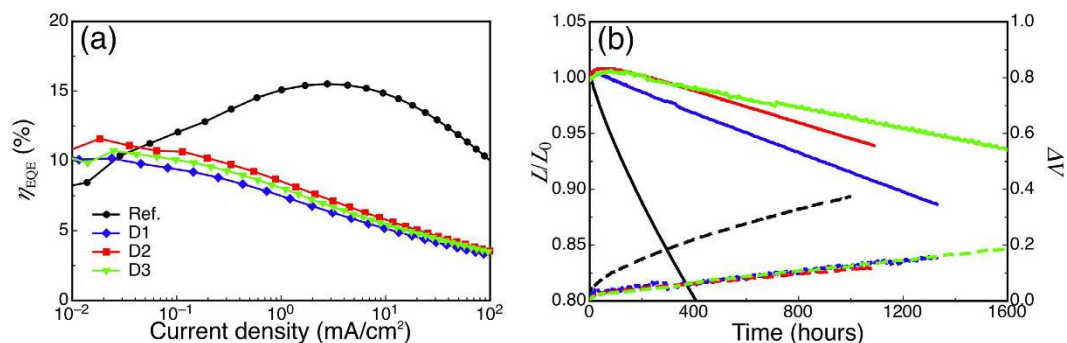 (a)
20
15
10
5
0
η_EQE (%)
Ref.
D1
D2
D3
10⁻² 10⁻¹ 10⁰ 10¹ 10²
Current density (mA/cm²)
(b)
1.05
1.00
0.95
0.90
0.85
0.80
L/L₀
1.0
0.8
0.6
0.4
0.2
0.0
ΔV
0 400 800 1200 1600
Time (hours)